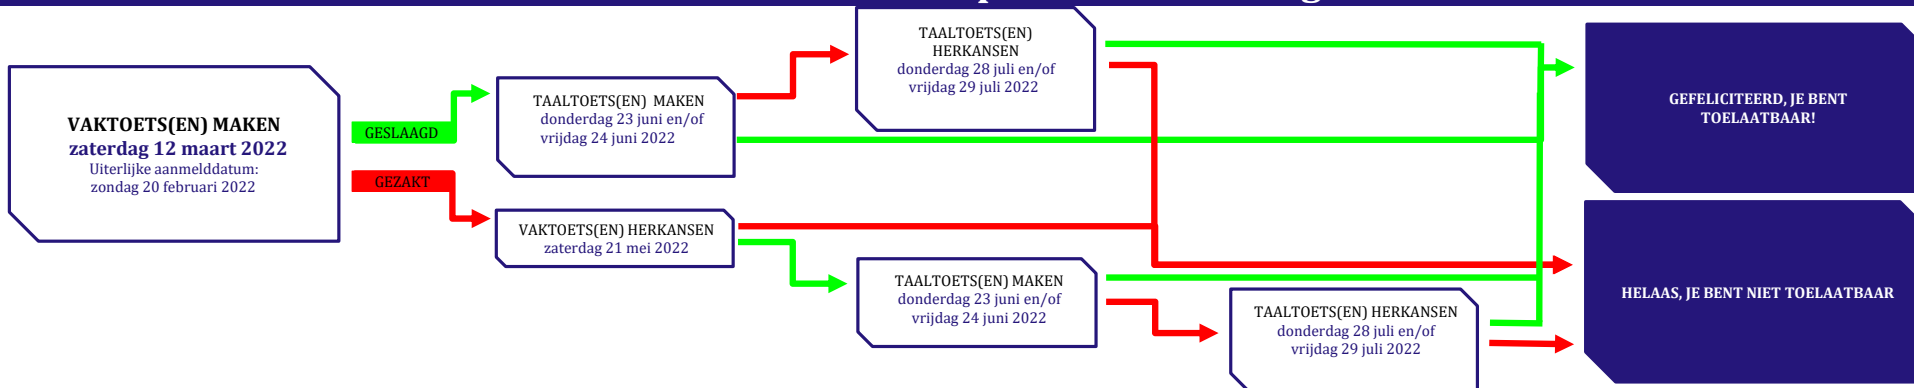 VAKTOETS(EN) MAKEN
zaterdag 12 maart 2022
Uiterlijke aanmelddatum:
zondag 20 februari 2022
GESLAAGD
GEZAKT
TAALTOETS(EN) MAKEN
donderdag 23 juni en/of
vrijdag 24 juni 2022
VAKTOETS(EN) HERKANSEN
zaterdag 21 mei 2022
TAALTOETS(EN)
HERKANSEN
donderdag 28 juli en/of
vrijdag 29 juli 2022
TAALTOETS(EN) MAKEN
donderdag 23 juni en/of
vrijdag 24 juni 2022
TAALTOETS(EN) HERKANSEN
donderdag 28 juli en/of
vrijdag 29 juli 2022
GEFELICITEERD, JE BENT
TOELAATBAAR!
HELAAS, JE BENT NIET TOELAATBAAR